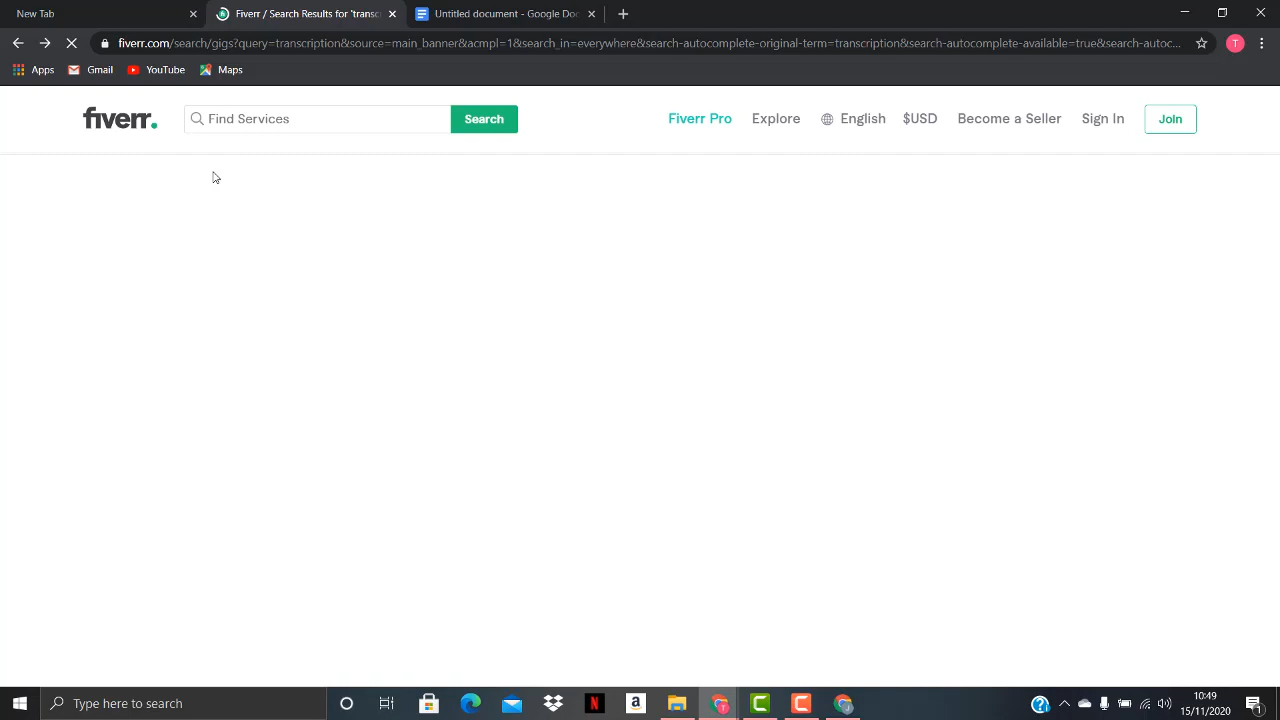 New Tab
Fiverr / Search Results for 'transc
Untitled document - Google Doc
fiverr.com/search/gigs?query=transcription&source=main_banner&acmpl=1&search_in=everywhere&search-autocomplete-original-term=transcription&search-autocomplete-available=true&search-autoc...
Apps
Gmail
YouTube
Maps
fiverr.
Find Services
Search
Fiverr Pro
Explore
English
$USD
Become a Seller
Sign In
Join
Type here to search
10:49
15/11/2020